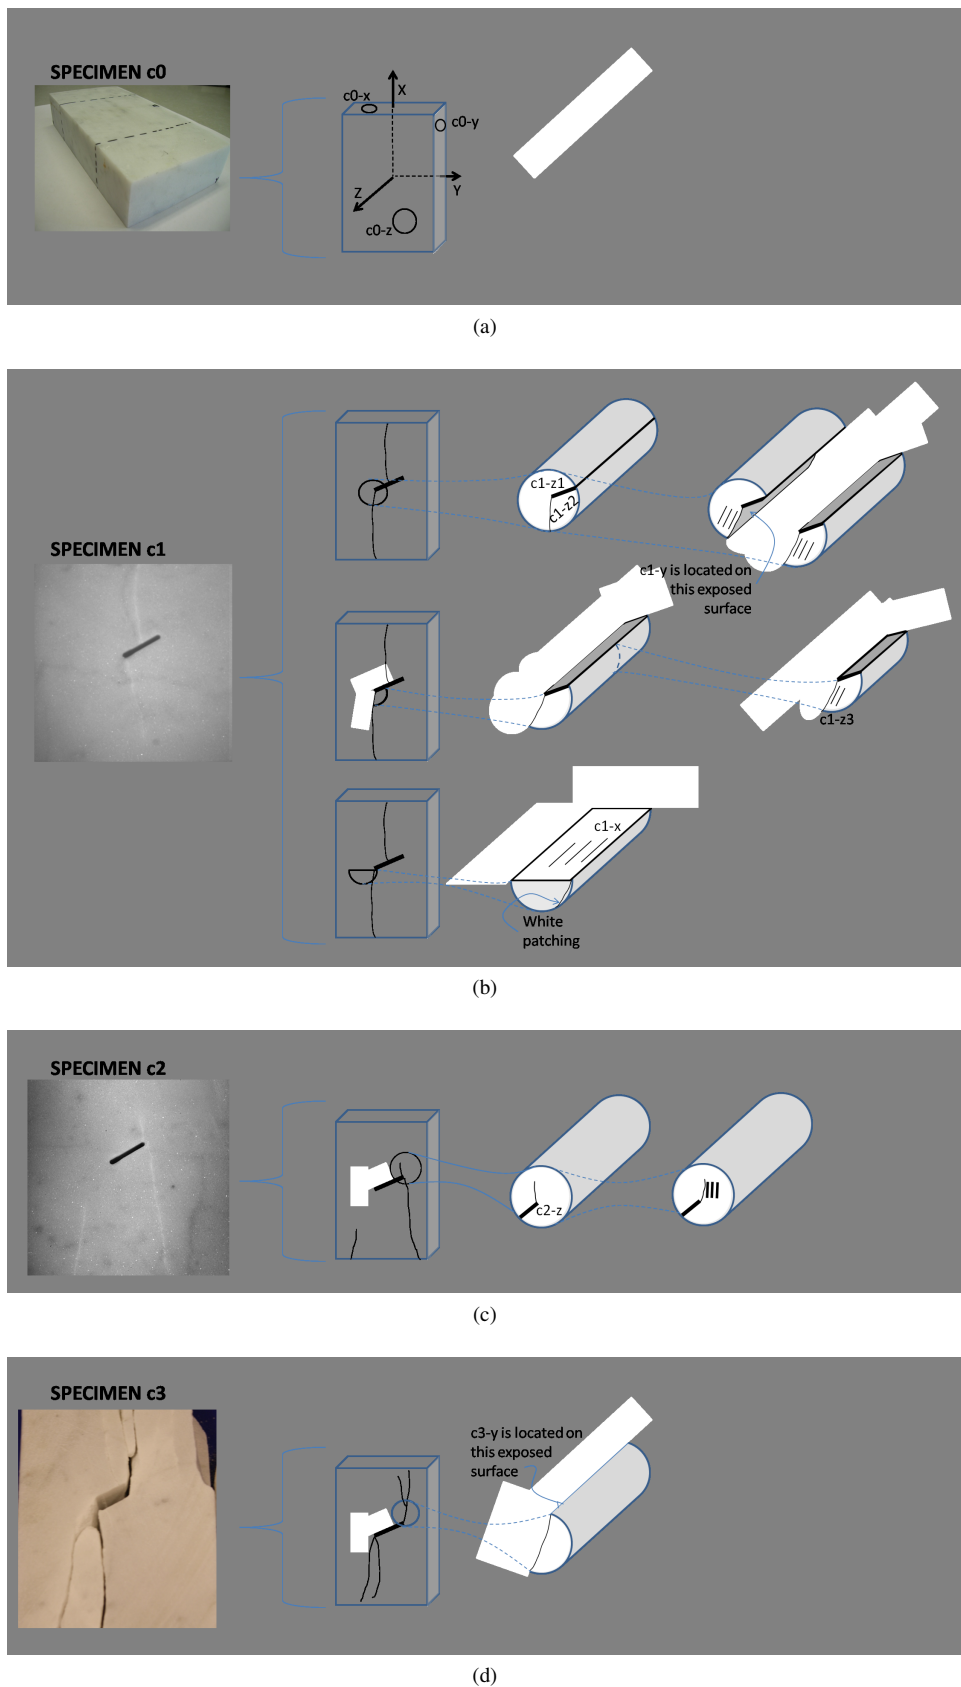 SPECIMEN c0
c0-x
X
c0-y
Z
Y
c0-z
(a)
SPECIMEN c1
c1-z1
c1-z2
c1-y is located on
this exposed
surface
c1-z3
c1-x
White
patching
(b)
SPECIMEN c2
c2-z
(c)
SPECIMEN c3
c3-y is located on
this exposed
surface
(d)